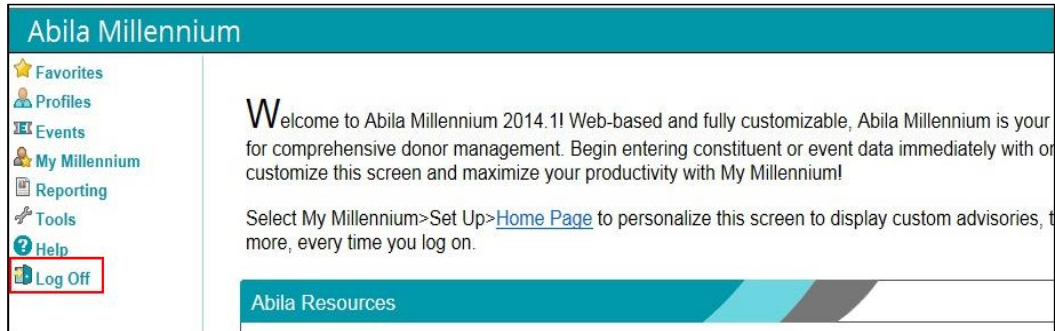 Abila Millennium
Favorites
Profiles
Events
My Millennium
Reporting
Tools
Help
Log Off
Welcome to Abila Millennium 2014.1! Web-based and fully customizable, Abila Millennium is your
for comprehensive donor management. Begin entering constituent or event data immediately with or
customize this screen and maximize your productivity with My Millennium!
Select My Millennium>Set Up>Home Page to personalize this screen to display custom advisories, t
more, every time you log on.
Abila Resources